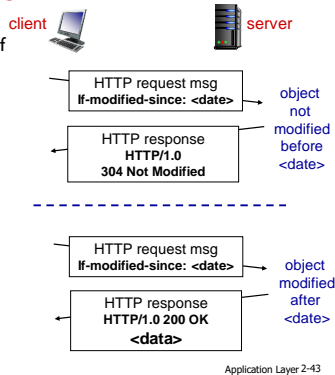 client
server
f
HTTP request msg
If-modified-since: <date>
object
not
modified
before
<date>
HTTP response
HTTP/1.0
304 Not Modified
HTTP request msg
If-modified-since: <date>
object
modified
after
<date>
HTTP response
HTTP/1.0 200 OK
<data>
Application Layer 2-43